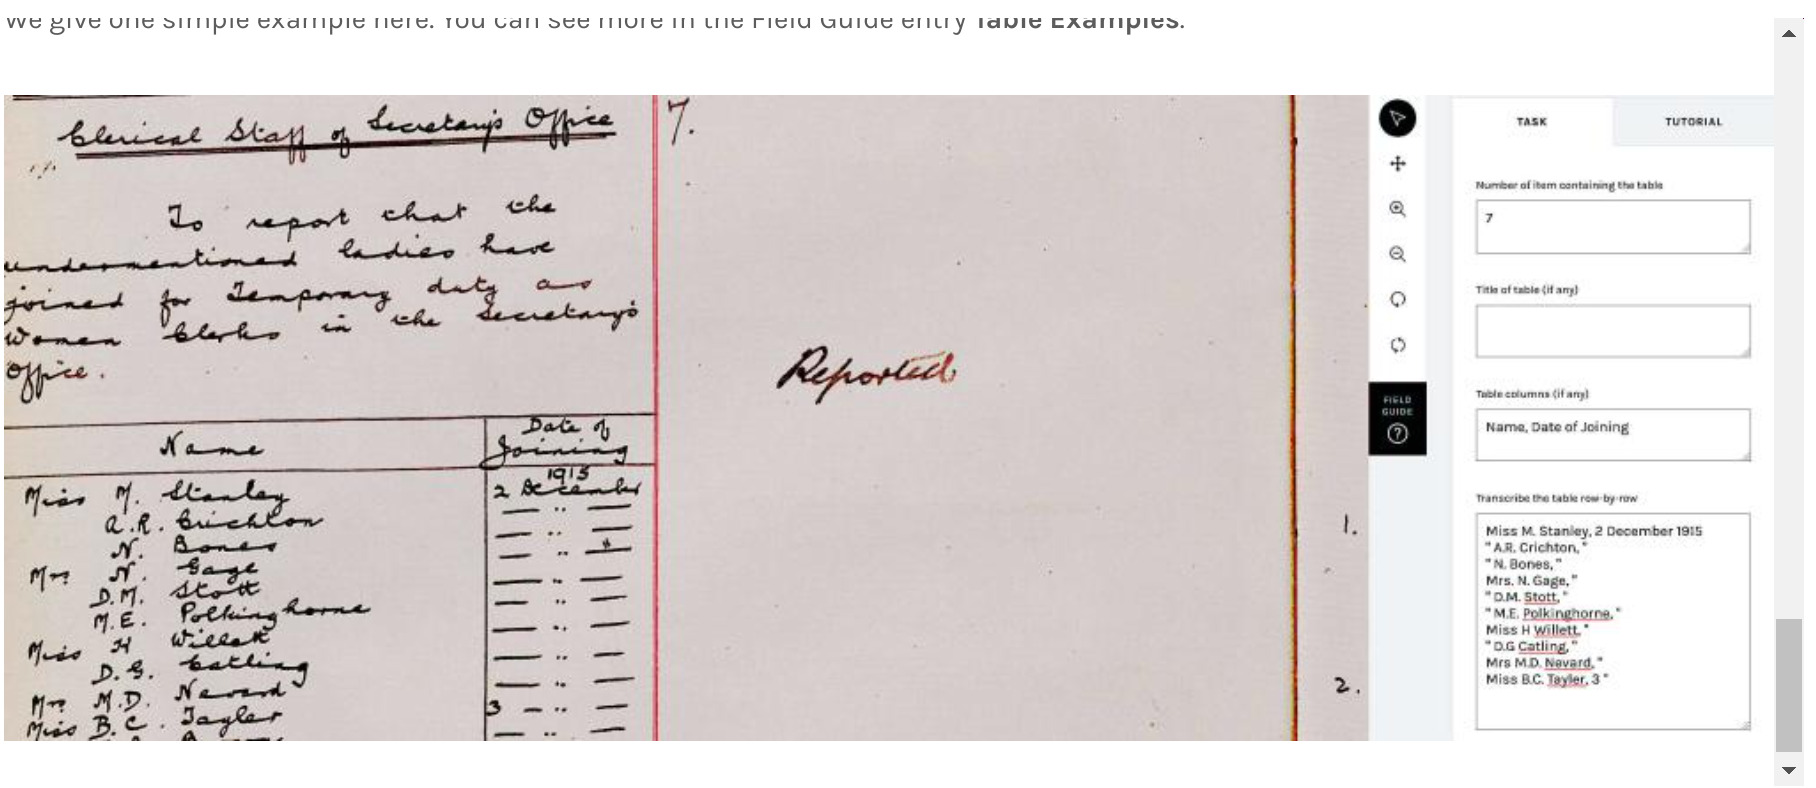 We give one simple example here. You can see more in the Field Guide entry Table Examples.
Clerical Staff of Secretary's Office
7.
To report that the
undermentioned ladies have
joined for Temporary duty as
Women Clerks in the Secretary's
Office.
Reported
Name
Date of
Joining
1915
Miss M. Stanley 2 December
A.R. Crichton — " —
N. Bones — " —
Mrs N. Gage — " —
D.M. Stott — " —
M.E. Polkinghorne — " —
Miss H Willett — " —
D.G. Catling — " —
Mrs M.D. Nevard — " —
Miss B.C. Tayler 3 — " —
1.
2.
FIELD
GUIDE
?
TASK
TUTORIAL
Number of item containing the table
7
Title of table (if any)
Table columns (if any)
Name, Date of Joining
Transcribe the table row-by-row
Miss M. Stanley, 2 December 1915
" A.R. Crichton, "
" N. Bones, "
Mrs. N. Gage, "
" D.M. Stott, "
" M.E. Polkinghorne, "
Miss H Willett, "
" D.G Catling, "
Mrs M.D. Nevard, "
Miss B.C. Tayler, 3 "